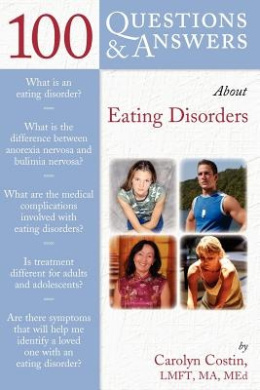 100 QUESTIONS
& ANSWERS
About
Eating Disorders
What is an
eating disorder?
What is the
difference between
anorexia nervosa and
bulimia nervosa?
What are the medical
complications
involved with
eating disorders?
Is treatment
different for adults
and adolescents?
Are there symptoms
that will help me
identify a loved
one with an
eating disorder?
by
Carolyn Costin,
LMFT, MA, MEd